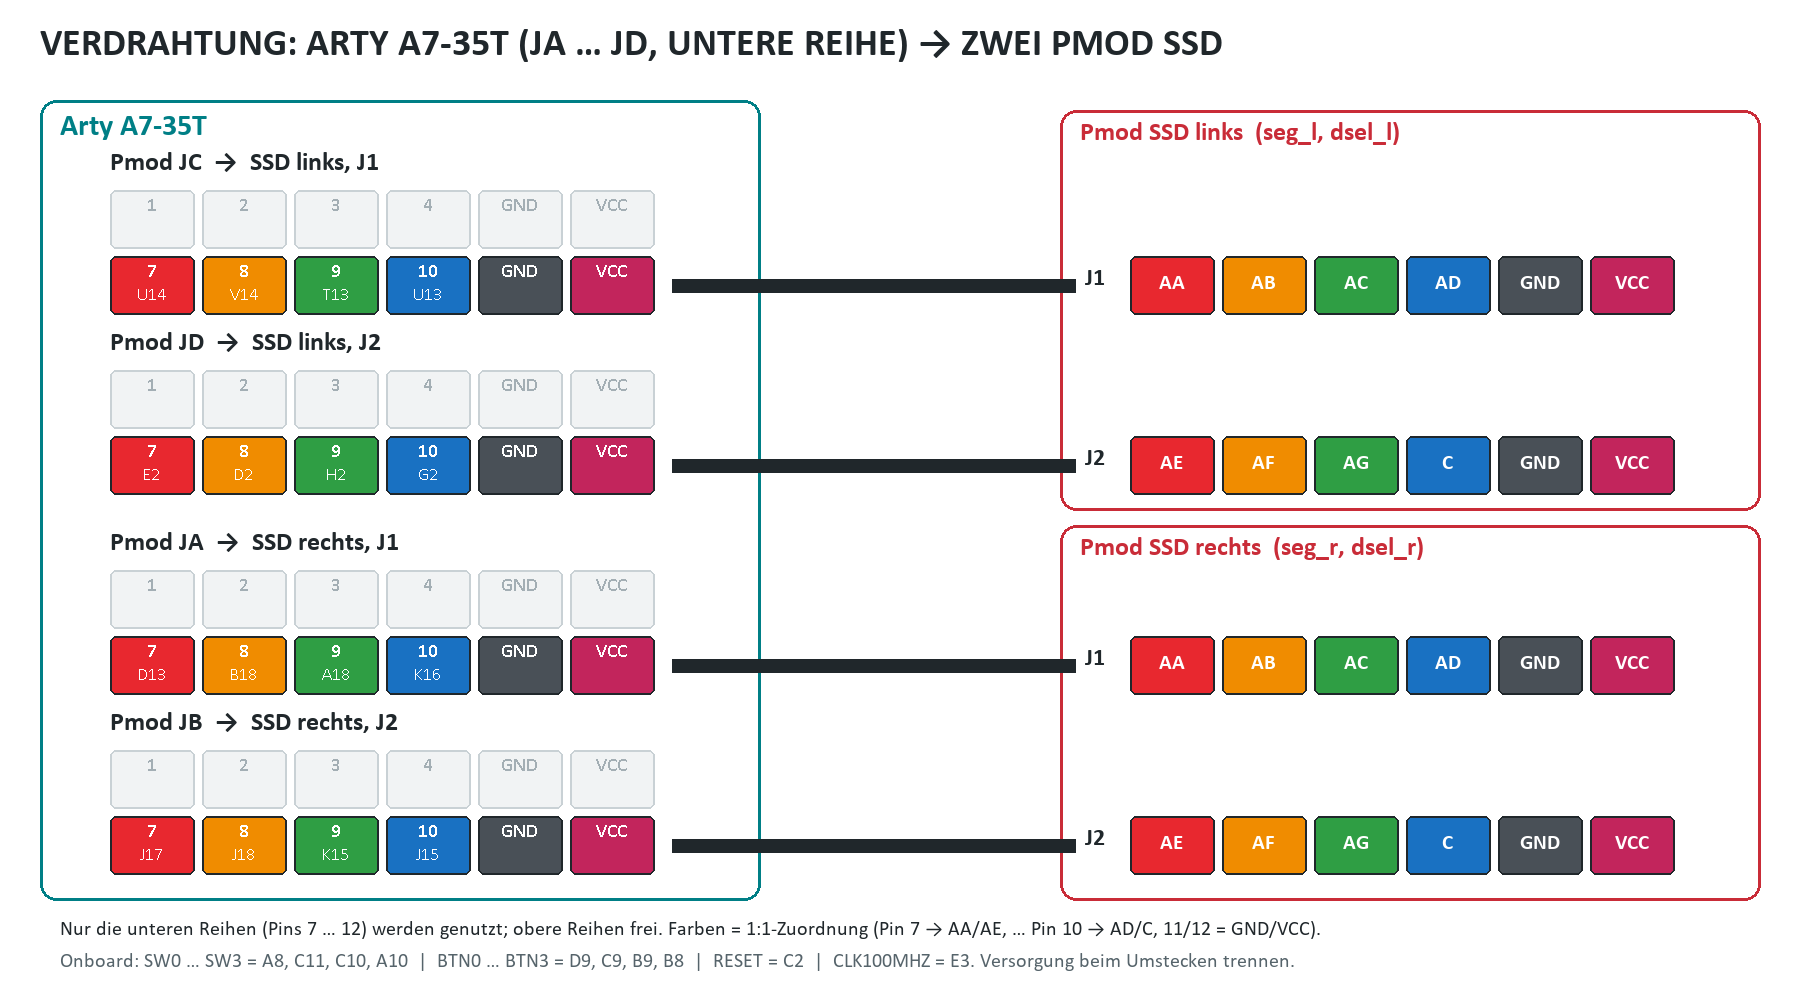 VERDRAHTUNG: ARTY A7-35T (JA ... JD, UNTERE REIHE) → ZWEI PMOD SSD
Arty A7-35T
Pmod JC → SSD links, J1
1 2 3 4 GND VCC
7 8 9 10 GND VCC
U14 V14 T13 U13
Pmod JD → SSD links, J2
1 2 3 4 GND VCC
7 8 9 10 GND VCC
E2 D2 H2 G2
Pmod JA → SSD rechts, J1
1 2 3 4 GND VCC
7 8 9 10 GND VCC
D13 B18 A18 K16
Pmod JB → SSD rechts, J2
1 2 3 4 GND VCC
7 8 9 10 GND VCC
J17 J18 K15 J15
Pmod SSD links (seg_l, dsel_l)
J1 AA AB AC AD GND VCC
J2 AE AF AG C GND VCC
Pmod SSD rechts (seg_r, dsel_r)
J1 AA AB AC AD GND VCC
J2 AE AF AG C GND VCC
Nur die unteren Reihen (Pins 7 ... 12) werden genutzt; obere Reihen frei. Farben = 1:1-Zuordnung (Pin 7 → AA/AE, ... Pin 10 → AD/C, 11/12 = GND/VCC).
Onboard: SW0 ... SW3 = A8, C11, C10, A10 | BTN0 ... BTN3 = D9, C9, B9, B8 | RESET = C2 | CLK100MHZ = E3. Versorgung beim Umstecken trennen.